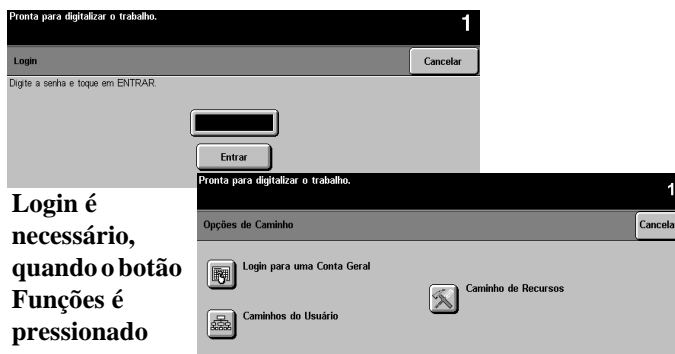 Pronta para digitalizar o trabalho.
1
Login
Cancelar
Digite a senha e toque em ENTRAR.
Entrar
Login é
necessário,
quando o botão
Funções é
pressionado
Pronta para digitalizar o trabalho.
1
Opções de Caminho
Cancela
Login para uma Conta Geral
Caminho de Recursos
Caminhos do Usuário